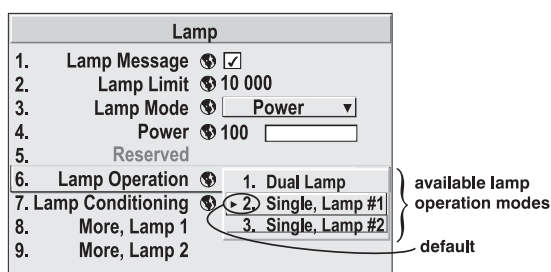 Lamp
1. Lamp Message ✓
2. Lamp Limit 10 000
3. Lamp Mode Power ▼
4. Power 100
5. Reserved
6. Lamp Operation 1. Dual Lamp
7. Lamp Conditioning ▸ 2. Single, Lamp #1
8. More, Lamp 1 3. Single, Lamp #2
9. More, Lamp 2
available lamp
operation modes
default